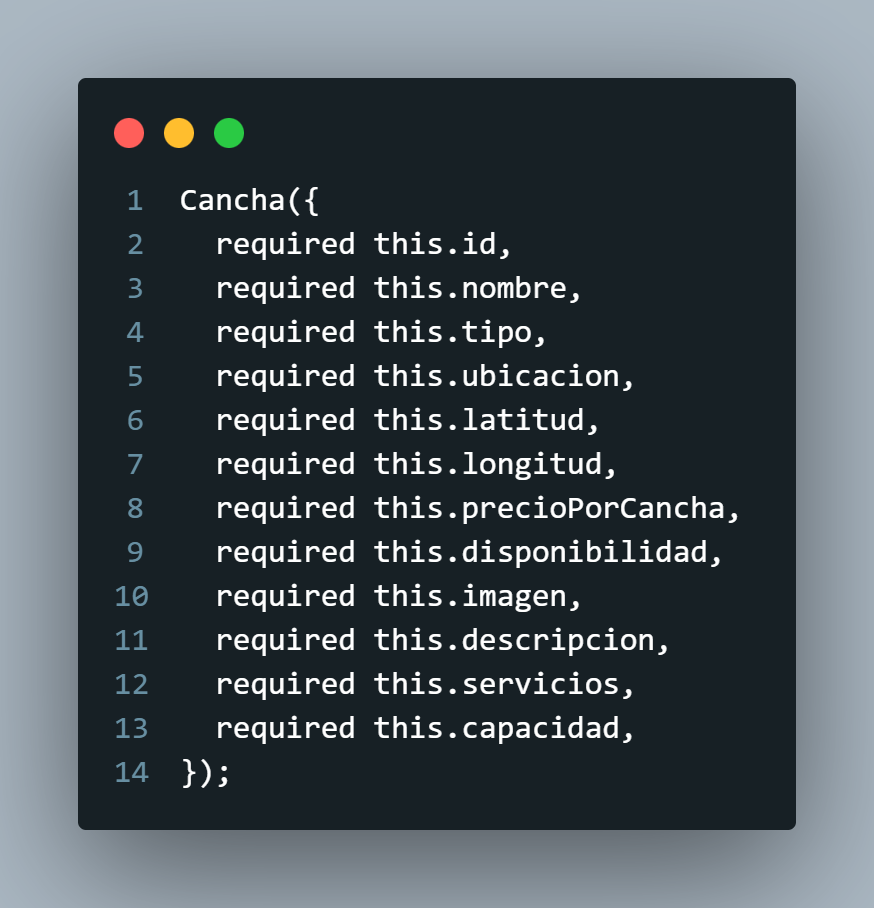 1 Cancha({
2 required this.id,
3 required this.nombre,
4 required this.tipo,
5 required this.ubicacion,
6 required this.latitud,
7 required this.longitud,
8 required this.precioPorCancha,
9 required this.disponibilidad,
10 required this.imagen,
11 required this.descripcion,
12 required this.servicios,
13 required this.capacidad,
14 });